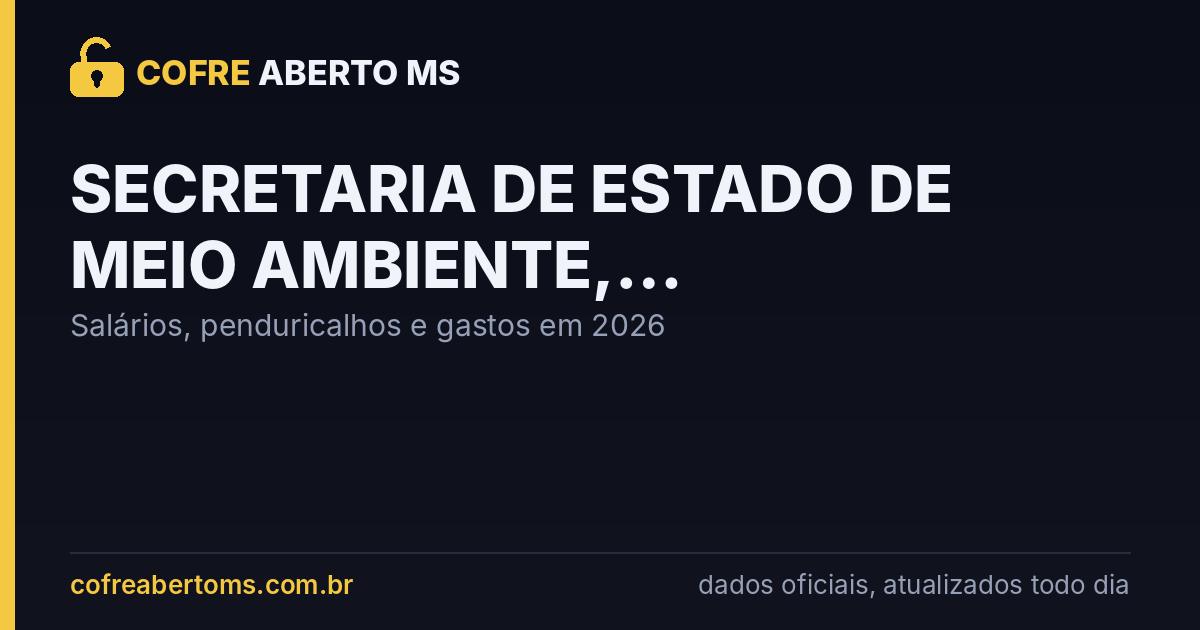 COFRE ABERTO MS
SECRETARIA DE ESTADO DE
MEIO AMBIENTE,...
Salários, penduricalhos e gastos em 2026
cofreabertoms.com.br
dados oficiais, atualizados todo dia